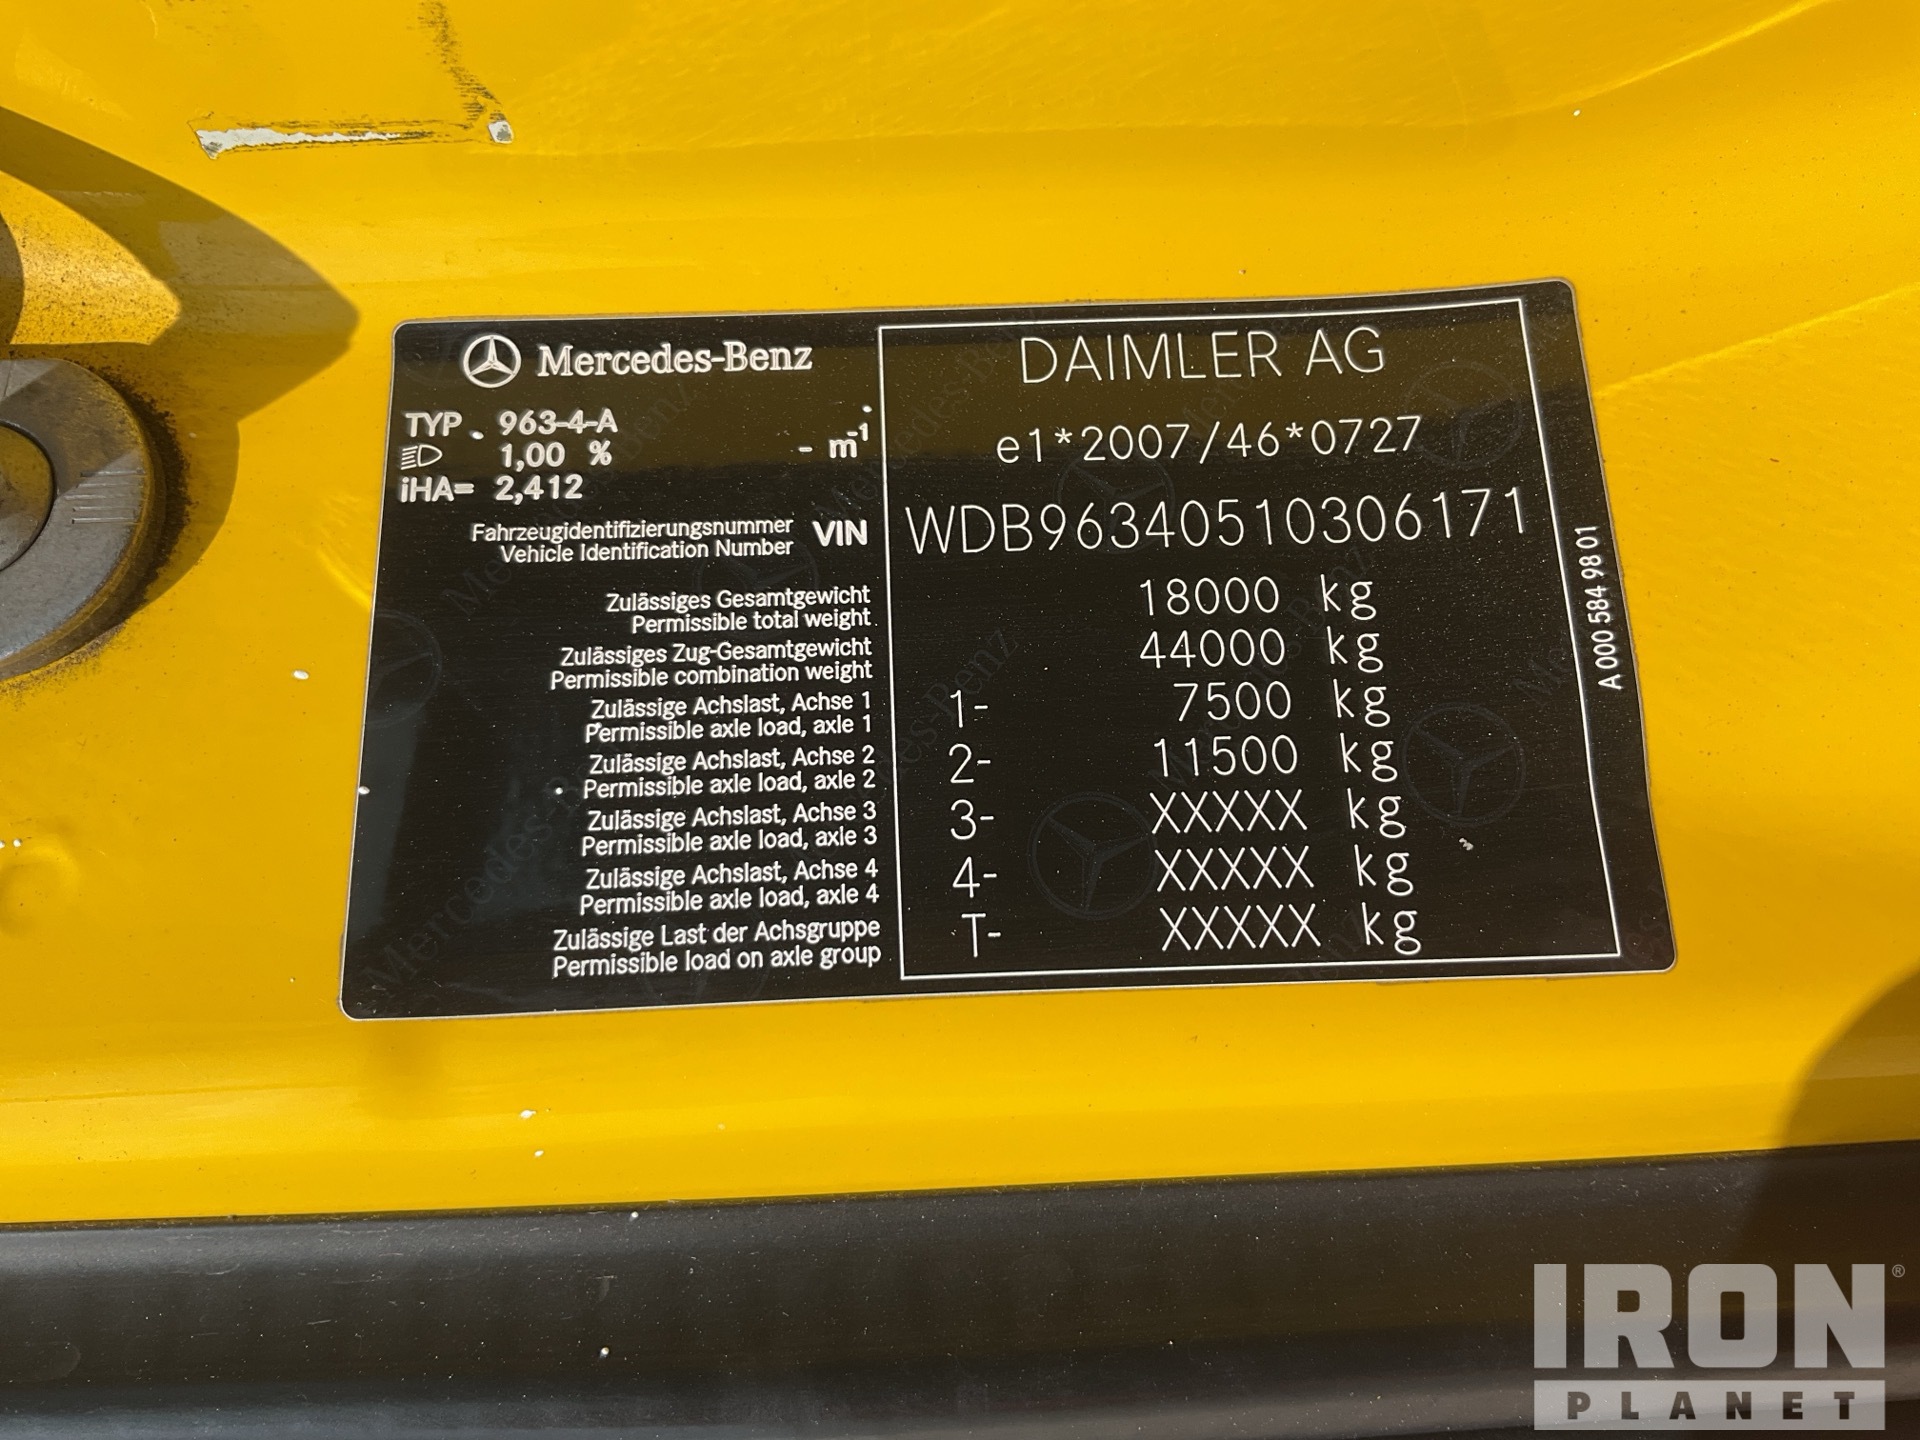 Mercedes-Benz
TYP 963-4-A
1,00 % - m-1
iHA= 2,412
DAIMLER AG
e1*2007/46*0727
Fahrzeugidentifizierungsnummer
Vehicle Identification Number
VIN WDB96340510306171
Zulässiges Gesamtgewicht
Permissible total weight
18000 kg
Zulässiges Zug-Gesamtgewicht
Permissible combination weight
44000 kg
Zulässige Achslast, Achse 1
Permissible axle load, axle 1
1- 7500 kg
Zulässige Achslast, Achse 2
Permissible axle load, axle 2
2- 11500 kg
Zulässige Achslast, Achse 3
Permissible axle load, axle 3
3- XXXXX kg
Zulässige Achslast, Achse 4
Permissible axle load, axle 4
4- XXXXX kg
Zulässige Last der Achsgruppe
Permissible load on axle group
T- XXXXX kg
A 000 584 98 01
IRON®
PLANET